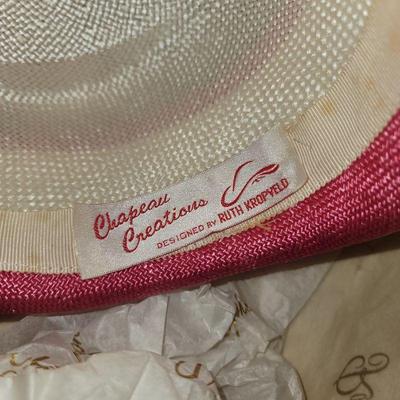 Chapeau
Creations
DESIGNED BY RUTH KROPVELD